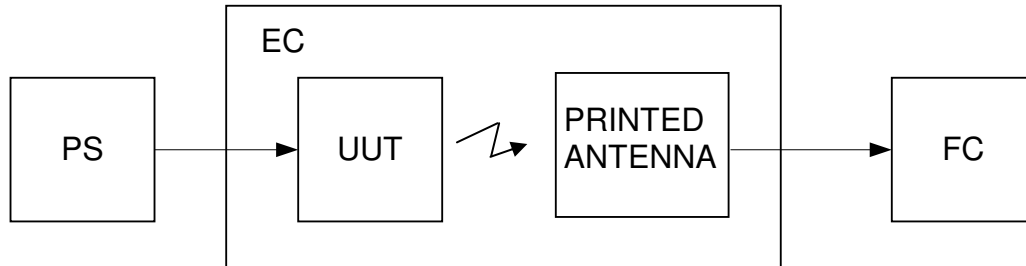 EC
PS
UUT
PRINTED
ANTENNA
FC